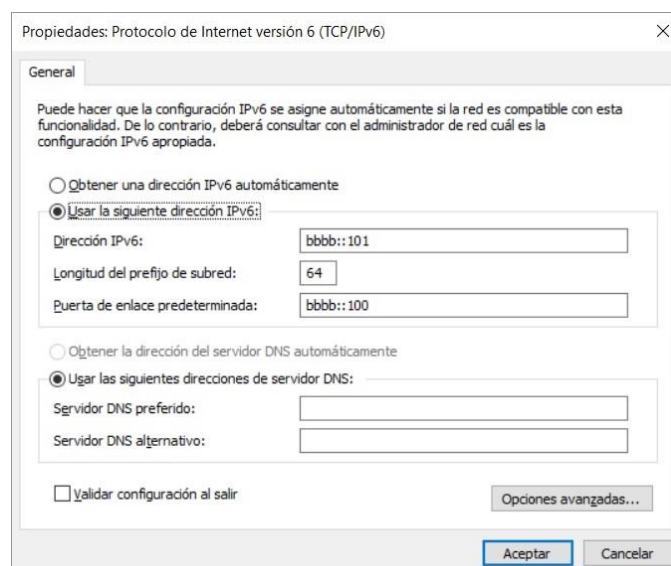 Propiedades: Protocolo de Internet versión 6 (TCP/IPv6)
General
Puede hacer que la configuración IPv6 se asigne automáticamente si la red es compatible con esta
funcionalidad. De lo contrario, deberá consultar con el administrador de red cuál es la
configuración IPv6 apropiada.
Obtener una dirección IPv6 automáticamente
Usar la siguiente dirección IPv6:
Dirección IPv6: bbbb::101
Longitud del prefijo de subred: 64
Puerta de enlace predeterminada: bbbb::100
Obtener la dirección del servidor DNS automáticamente
Usar las siguientes direcciones de servidor DNS:
Servidor DNS preferido:
Servidor DNS alternativo:
Validar configuración al salir
Opciones avanzadas...
Aceptar Cancelar